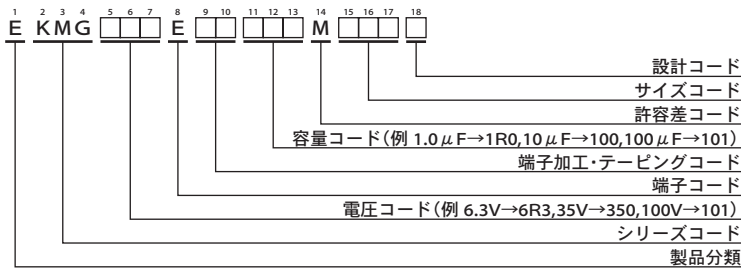 1 2 3 4 5 6 7 8 9 10 11 12 13 14 15 16 17 18
E KMG□□□E□□□□□M□□□□
設計コード
サイズコード
許容差コード
容量コード(例 1.0μF→1R0,10μF→100,100μF→101)
端子加工・テーピングコード
端子コード
電圧コード(例 6.3V→6R3,35V→350,100V→101)
シリーズコード
製品分類